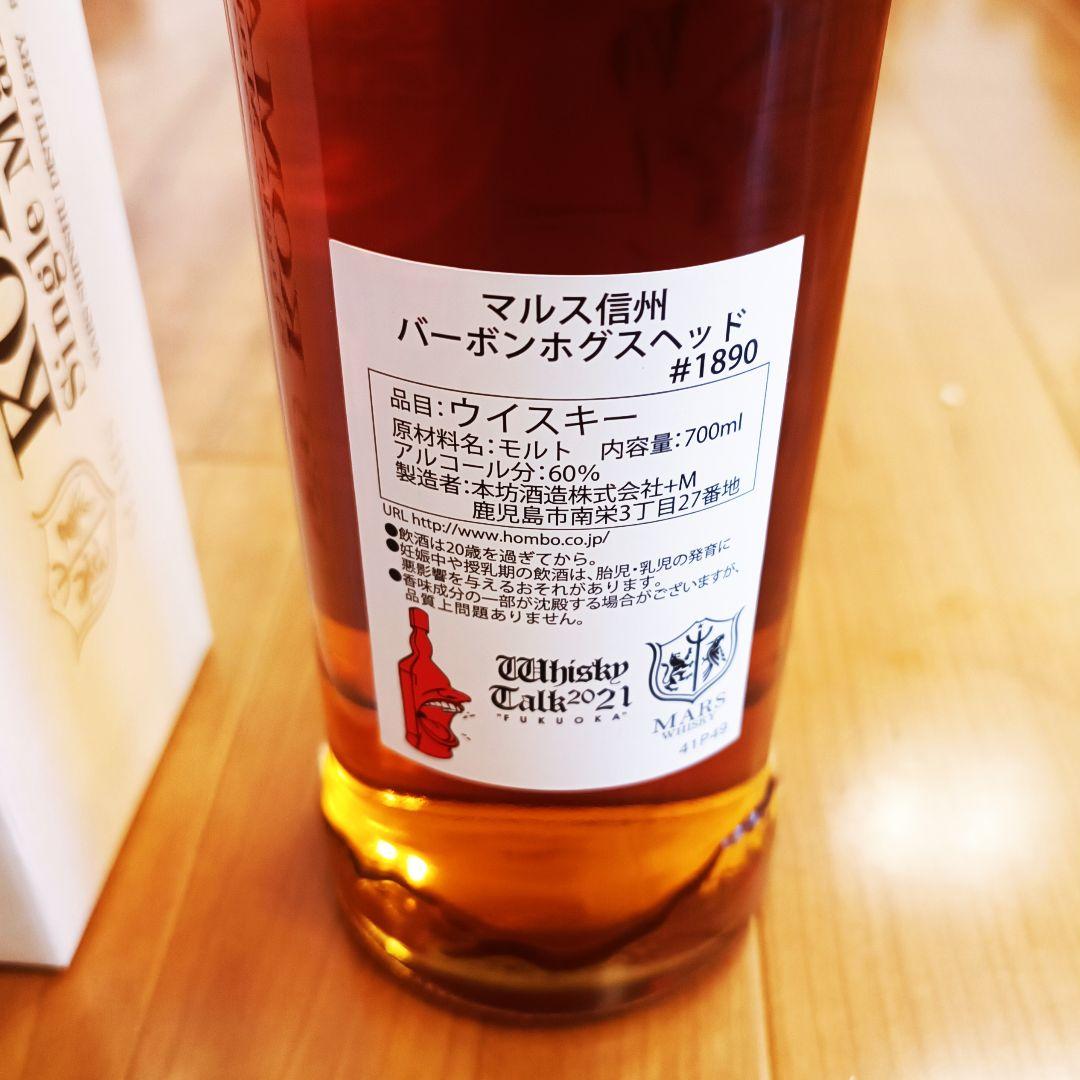 マルス信州
バーボンホグスヘッド
#1890
品目:ウイスキー
原材料名:モルト 内容量:700ml
アルコール分:60%
製造者:本坊酒造株式会社+M
鹿児島市南栄3丁目27番地
URL http://www.hombo.co.jp/
●飲酒は20歳を過ぎてから。
●妊娠中や授乳期の飲酒は、胎児・乳児の発育に
悪影響を与えるおそれがあります。
●香味成分の一部が沈殿する場合がございますが、
品質上問題ありません。
Whisky
Talk2021
"FUKUOKA"
MARS
WHISKY
41P49
Single